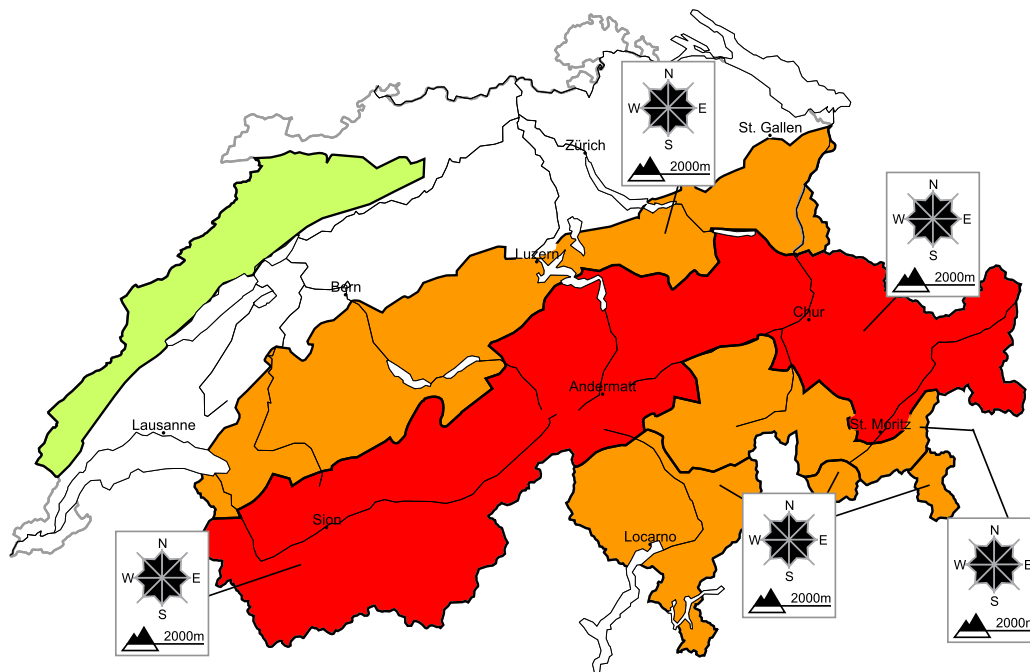 N
W E
S
2000m
St. Gallen
Zürich
N
W E
S
2000m
Luzern
Bern
Chur
Andermatt
Lausanne
St. Moritz
N
W E
S
2000m
Sion
Locarno
N
W E
S
2000m
N
W E
S
2000m